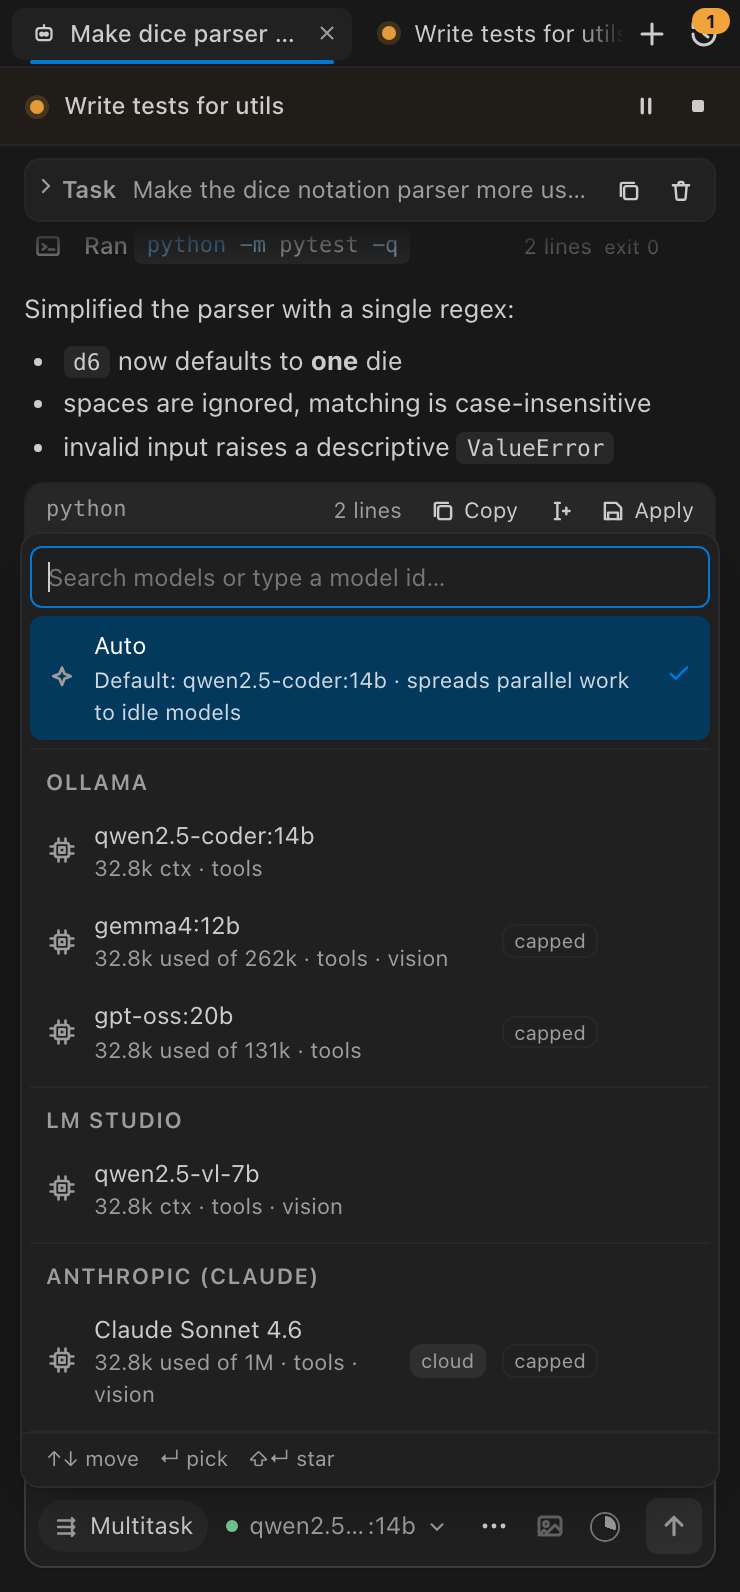 Make dice parser ...
Write tests for utils
1
Write tests for utils
Task Make the dice notation parser more us...
Ran python -m pytest -q 2 lines exit 0
Simplified the parser with a single regex:
• d6 now defaults to one die
• spaces are ignored, matching is case-insensitive
• invalid input raises a descriptive ValueError
python 2 lines Copy Apply
Search models or type a model id...
Auto
Default: qwen2.5-coder:14b · spreads parallel work
to idle models
OLLAMA
qwen2.5-coder:14b
32.8k ctx · tools
gemma4:12b
32.8k used of 262k · tools · vision
capped
gpt-oss:20b
32.8k used of 131k · tools
capped
LM STUDIO
qwen2.5-vl-7b
32.8k ctx · tools · vision
ANTHROPIC (CLAUDE)
Claude Sonnet 4.6
32.8k used of 1M · tools ·
vision
cloud capped
↑↓ move ↵ pick ⇧↵ star
Multitask qwen2.5...:14b